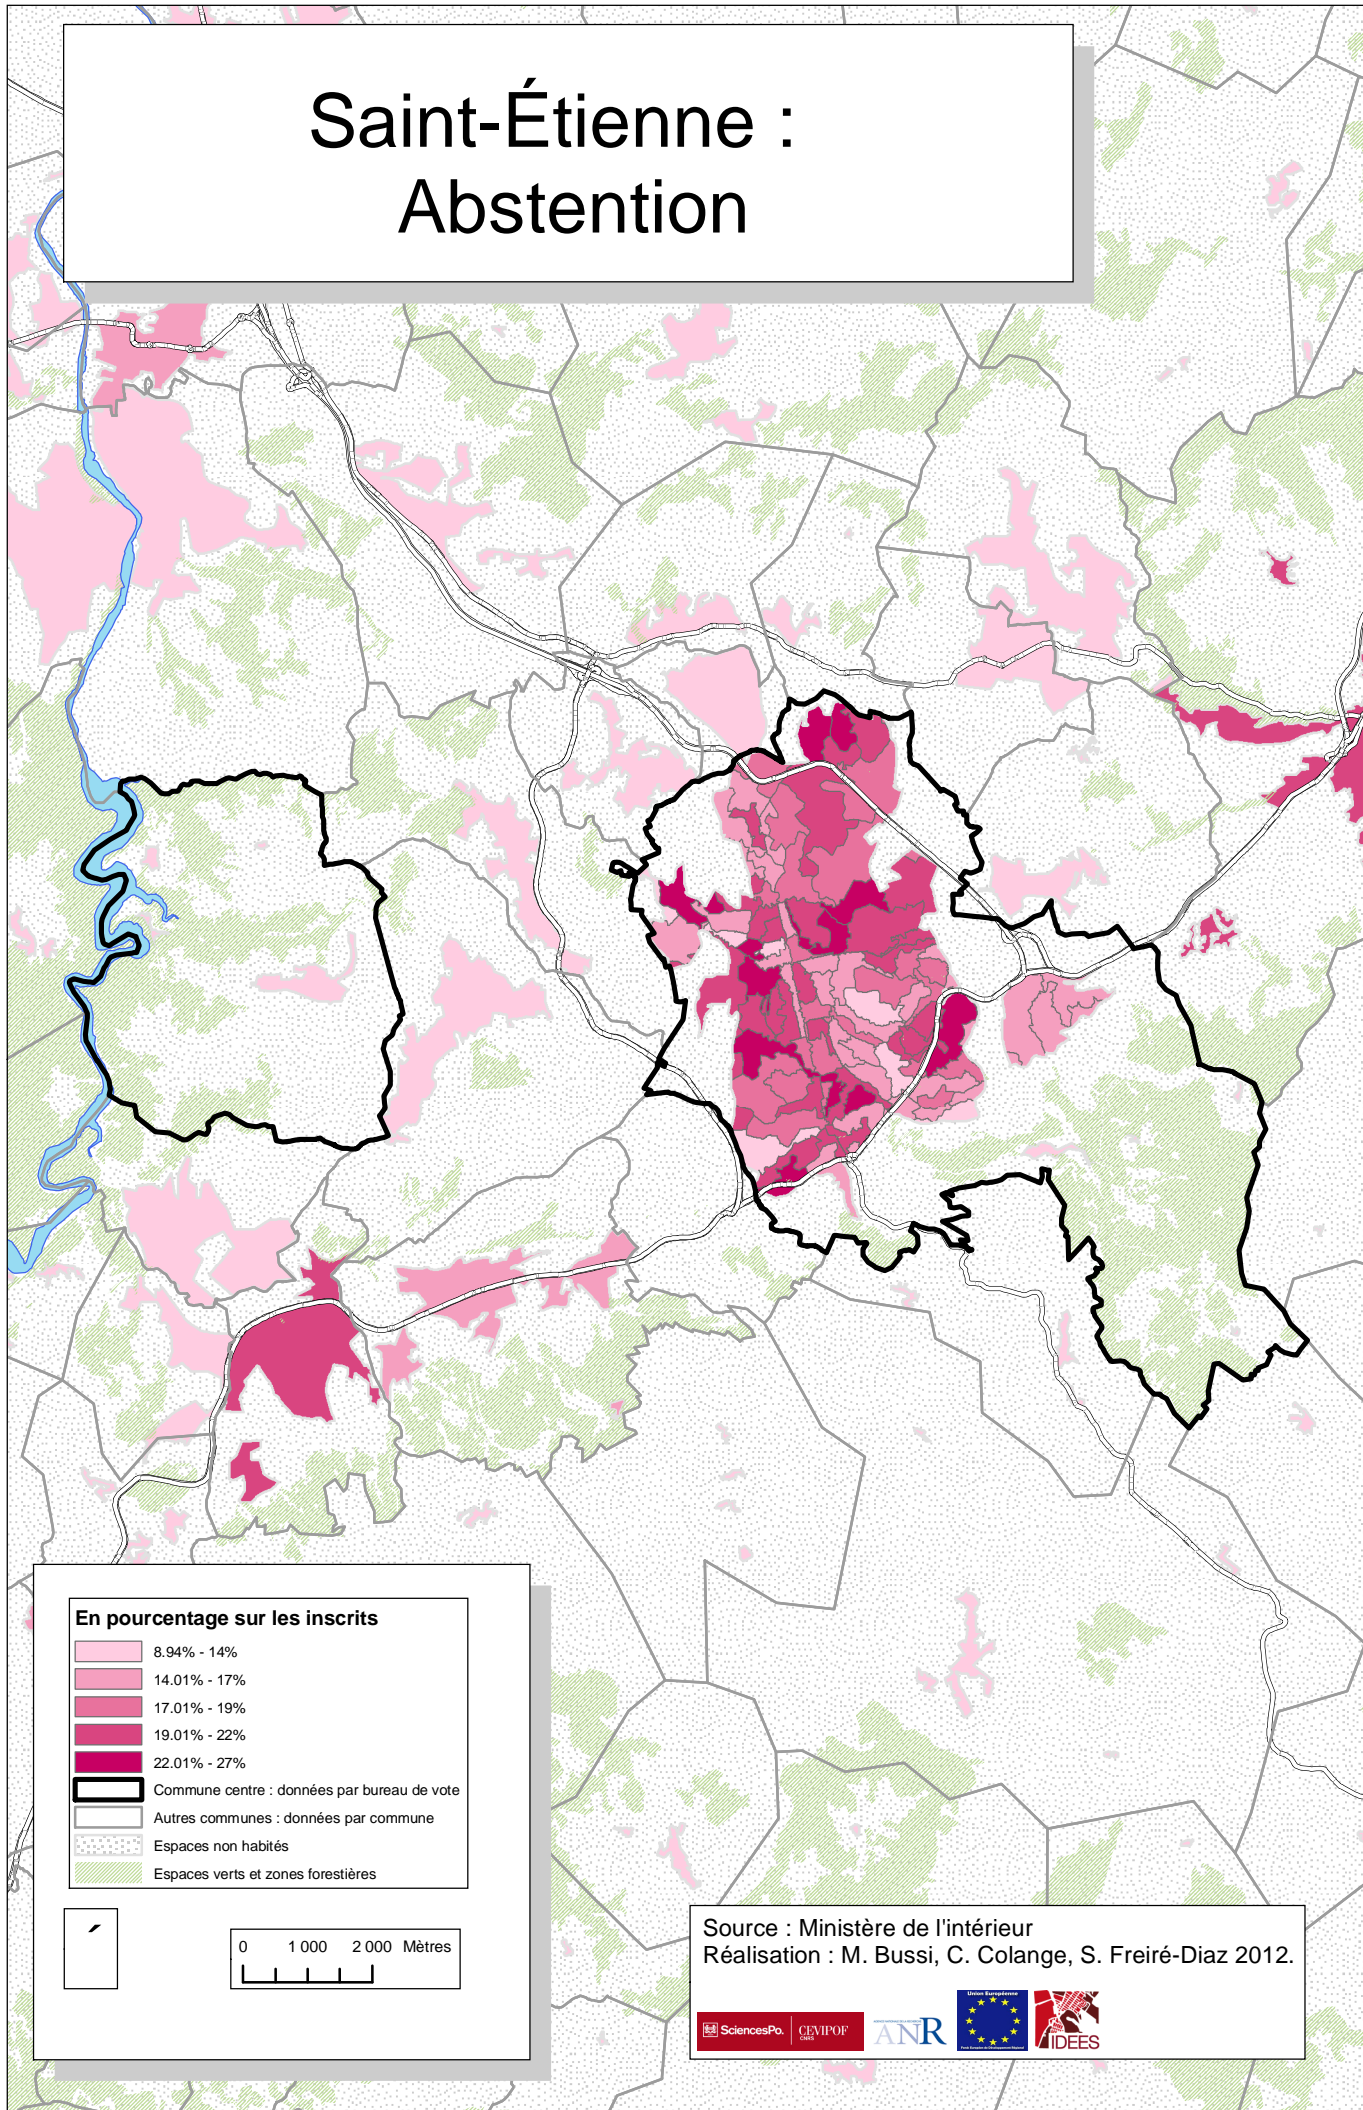 Saint-Étienne :
Abstention
En pourcentage sur les inscrits
8.94% - 14%
14.01% - 17%
17.01% - 19%
19.01% - 22%
22.01% - 27%
Commune centre : données par bureau de vote
Autres communes : données par commune
Espaces non habités
Espaces verts et zones forestières
0 1 000 2 000 Mètres
Source : Ministère de l'intérieur
Réalisation : M. Bussi, C. Colange, S. Freiré-Diaz 2012.
SciencesPo.
CEVIPOF
CNRS
ANR
Union Européenne
IDEES